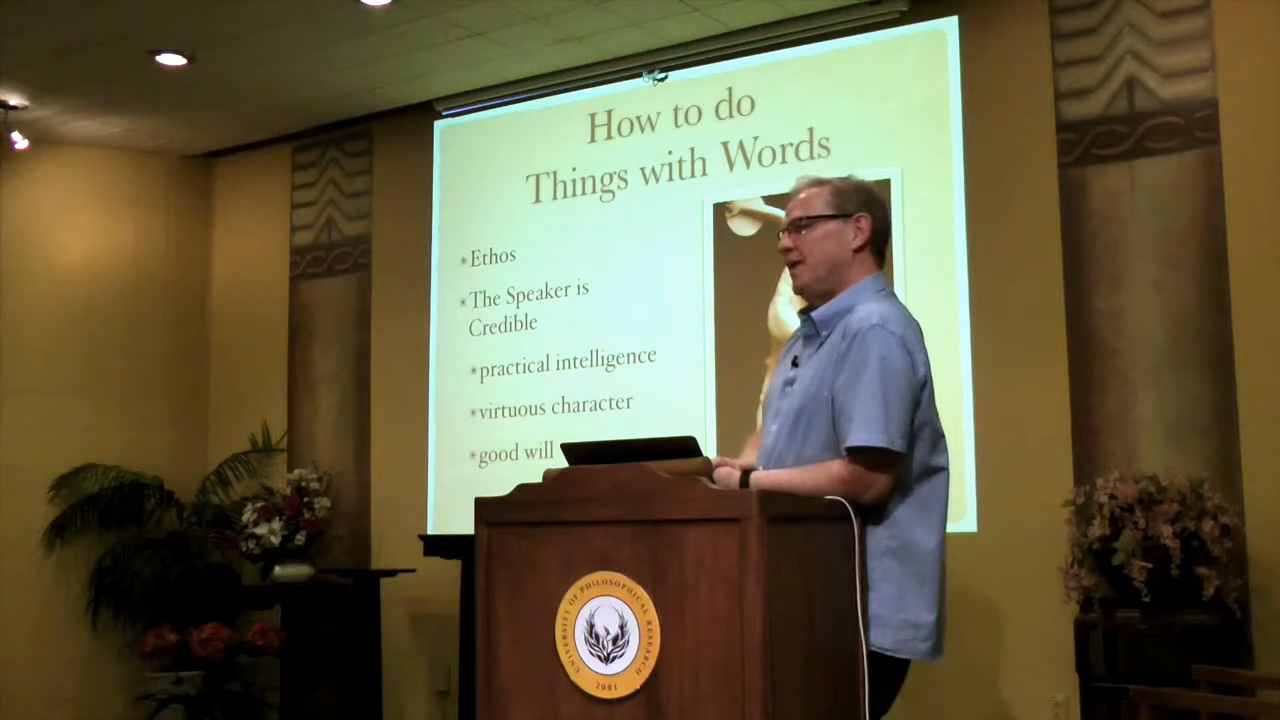 How to do
Things with Words
*Ethos
*The Speaker is
Credible
*practical intelligence
*virtuous character
*good will
UNIVERSITY OF PHILOSOPHICAL RESEARCH
2001